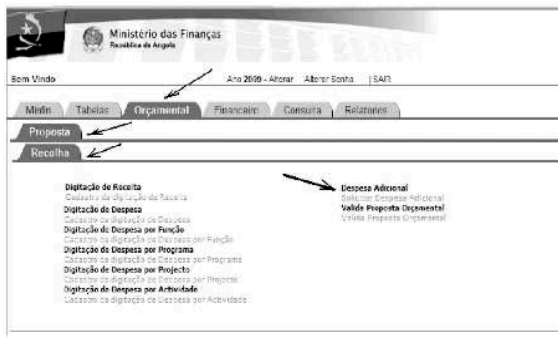 Ministério das Finanças
República de Angola
Bem Vindo
Ano 2009 - Alterar Alterar Senha | SAIR
Minfin Tabelas Orçamental Financeiro Consulta Relatorios
Proposta
Recolha
Digitação de Receita
Cadastro da digitação de Receita
Digitação de Despesa
Cadastro da digitação de Despesa
Digitação de Despesa por Função
Cadastro da digitação de Despesa por Função
Digitação de Despesa por Programa
Cadastro da digitação de Despesa por Programa
Digitação de Despesa por Projecto
Cadastro da digitação de Despesa por Projecto
Digitação de Despesa por Actividade
Cadastro da digitação de Despesa por Actividade
Despesa Adicional
Solicitar Despesa Adicional
Valida Proposta Orçamental
Valida Proposta Orçamental